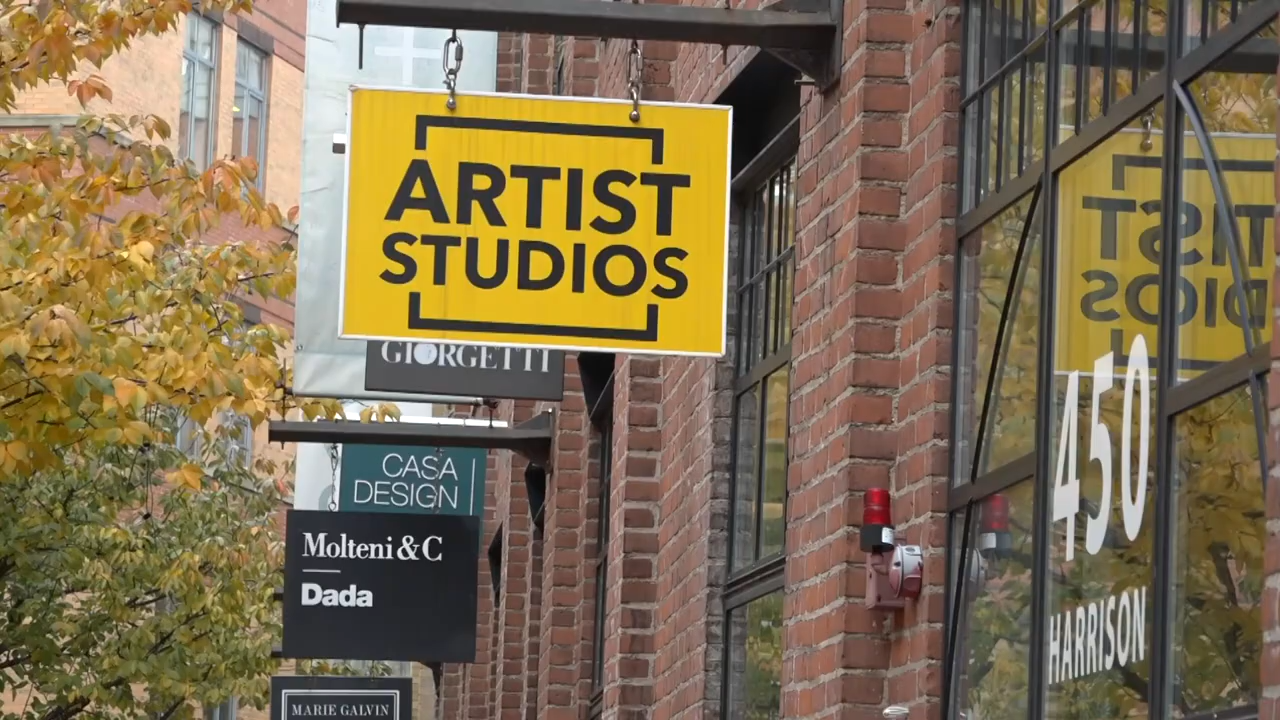 ARTIST
STUDIOS
GIORGETTI
CASA
DESIGN
Molteni&C
Dada
MARIE GALVIN
450
HARRISON